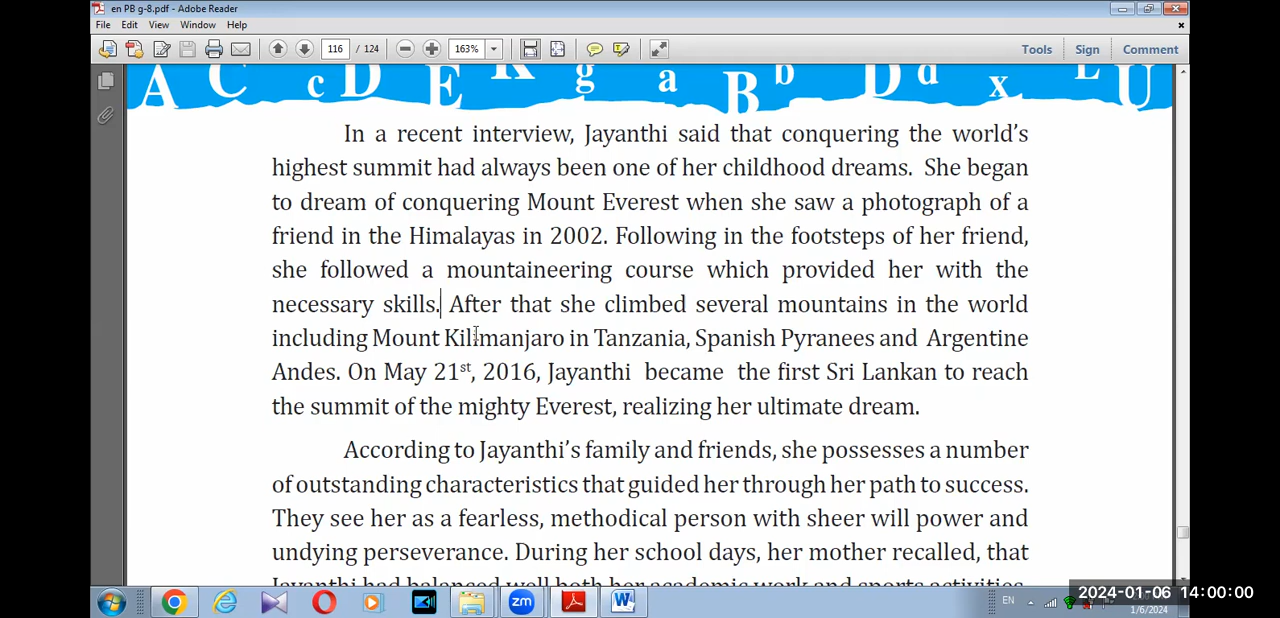 en PB g-8.pdf - Adobe Reader
File Edit View Window Help
116 / 124 163% Tools Sign Comment
A C c D E K g a B b D d x L U
In a recent interview, Jayanthi said that conquering the world's
highest summit had always been one of her childhood dreams. She began
to dream of conquering Mount Everest when she saw a photograph of a
friend in the Himalayas in 2002. Following in the footsteps of her friend,
she followed a mountaineering course which provided her with the
necessary skills. After that she climbed several mountains in the world
including Mount Kilimanjaro in Tanzania, Spanish Pyranees and Argentine
Andes. On May 21st, 2016, Jayanthi became the first Sri Lankan to reach
the summit of the mighty Everest, realizing her ultimate dream.
According to Jayanthi's family and friends, she possesses a number
of outstanding characteristics that guided her through her path to success.
They see her as a fearless, methodical person with sheer will power and
undying perseverance. During her school days, her mother recalled, that
Jayanthi had balanced well both her academic work and sports activities.
zm W EN 2024-01-06 14:00:00
1/6/2024